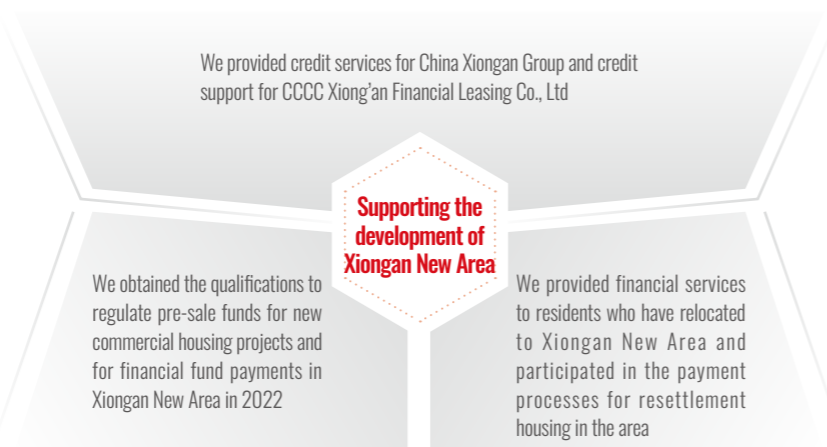 We provided credit services for China Xiongan Group and credit
support for CCCC Xiong’an Financial Leasing Co., Ltd
Supporting the
development of
Xiongan New Area
We obtained the qualifications to
regulate pre-sale funds for new
commercial housing projects and
for financial fund payments in
Xiongan New Area in 2022
We provided financial services
to residents who have relocated
to Xiongan New Area and
participated in the payment
processes for resettlement
housing in the area